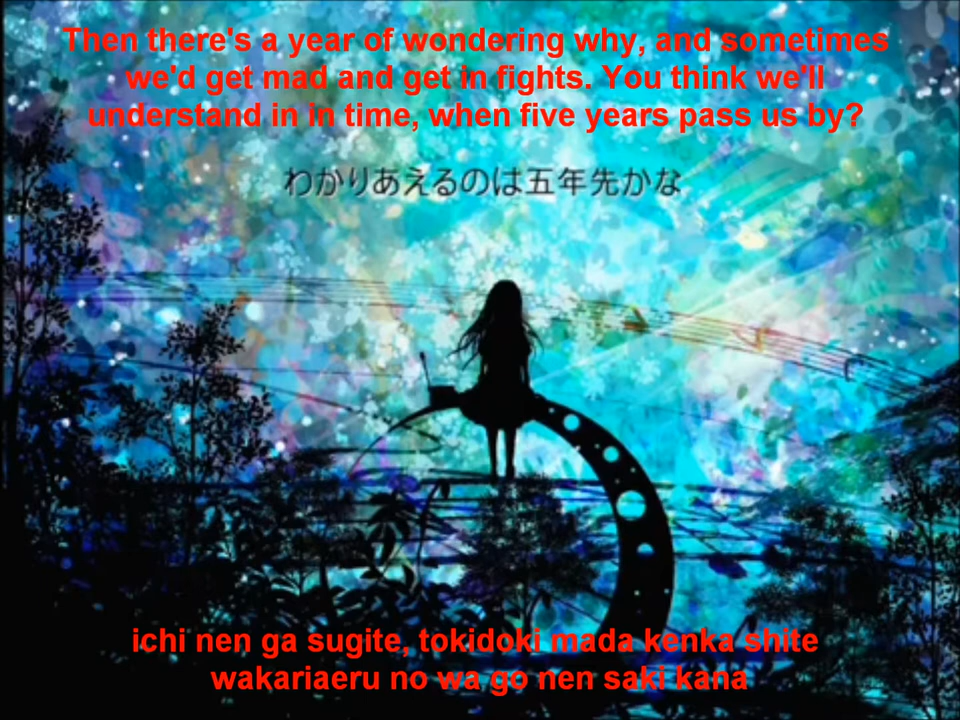 Then there's a year of wondering why, and sometimes
we'd get mad and get in fights. You think we'll
understand in in time, when five years pass us by?
わかりあえるのは五年先かな
ichi nen ga sugite, tokidoki mada kenka shite
wakariaeru no wa go nen saki kana